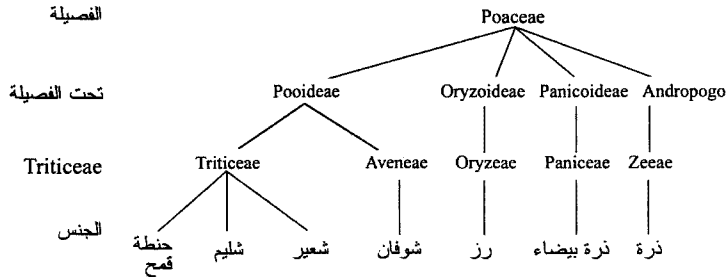 الفصيلة Poaceae
تحت الفصيلة Pooideae Oryzoideae Panicoideae Andropogo
Triticeae Triticeae Aveneae Oryzeae Paniceae Zeeae
الجنس حنطة شليم شعير شوفان رز ذرة بيضاء ذرة
قمح